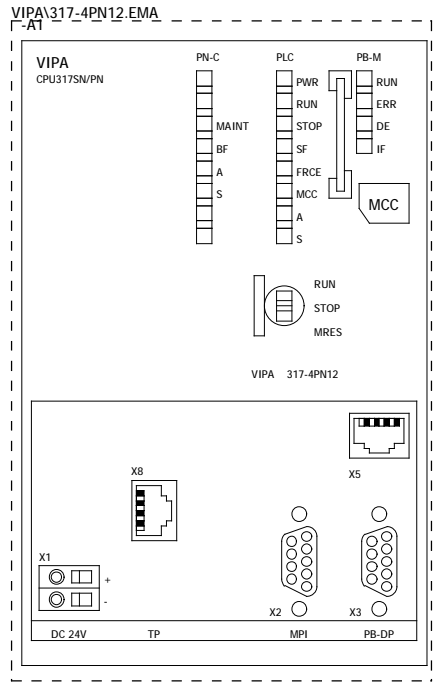 VIPA\317-4PN12.EMA
-A1
VIPA
CPU317SN/PN
PN-C PLC PB-M
PWR RUN
RUN ERR
MAINT STOP DE
BF SF IF
A FRCE
S MCC
MCC
A
S
RUN
STOP
MRES
VIPA 317-4PN12
X8 X5
X1
+
-
X2 X3
DC 24V TP MPI PB-DP